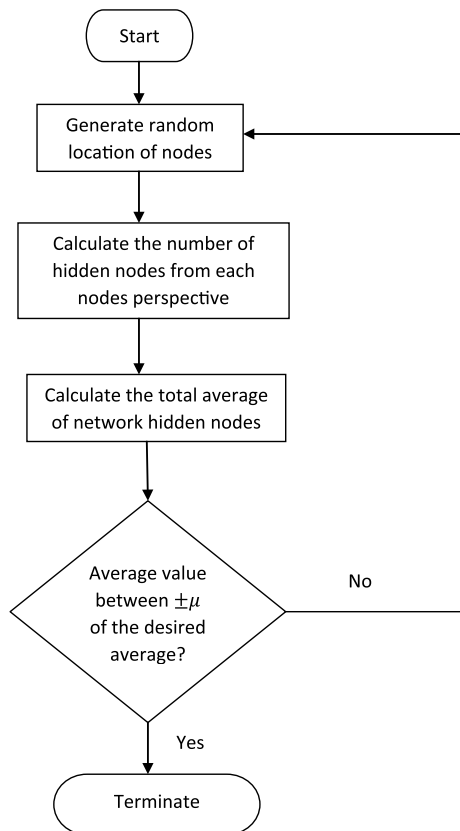 Start
Generate random
location of nodes
Calculate the number of
hidden nodes from each
nodes perspective
Calculate the total average
of network hidden nodes
Average value
between ±μ
of the desired
average?
No
Yes
Terminate